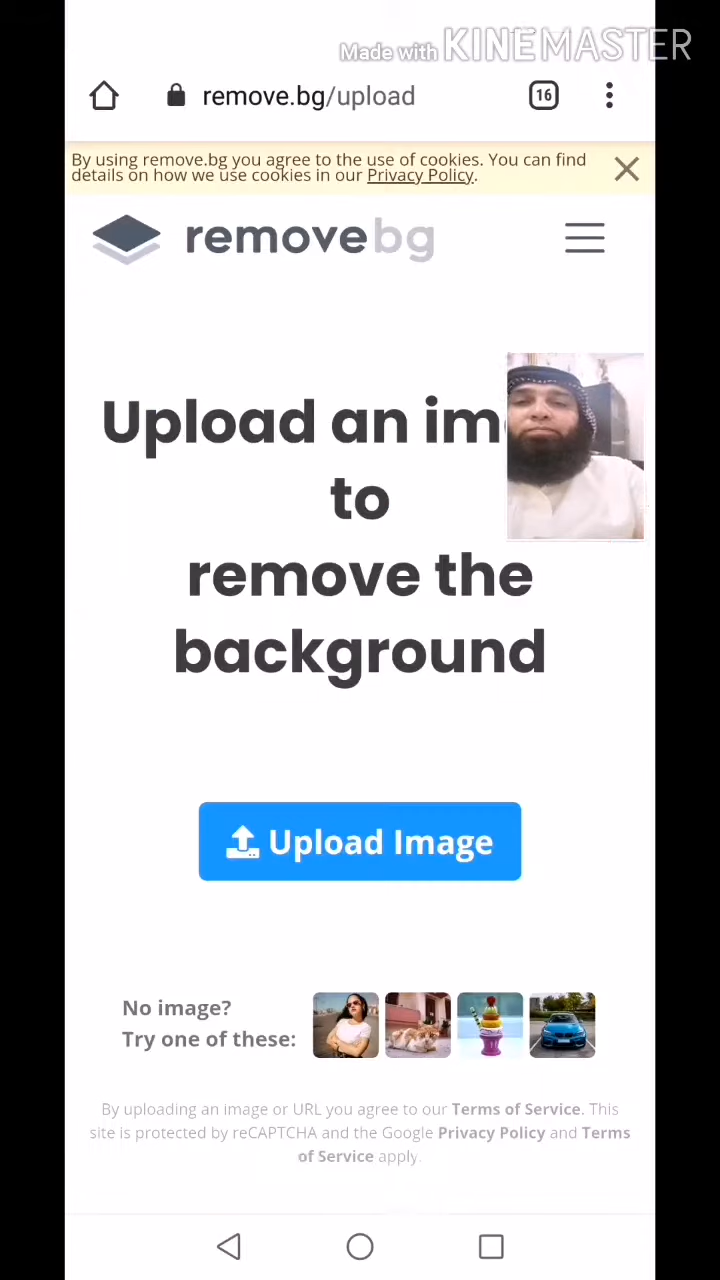 Made with KINEMASTER
remove.bg/upload
16
By using remove.bg you agree to the use of cookies. You can find
details on how we use cookies in our Privacy Policy.
removebg
Upload an im
to
remove the
background
Upload Image
No image?
Try one of these:
By uploading an image or URL you agree to our Terms of Service. This
site is protected by reCAPTCHA and the Google Privacy Policy and Terms
of Service apply.